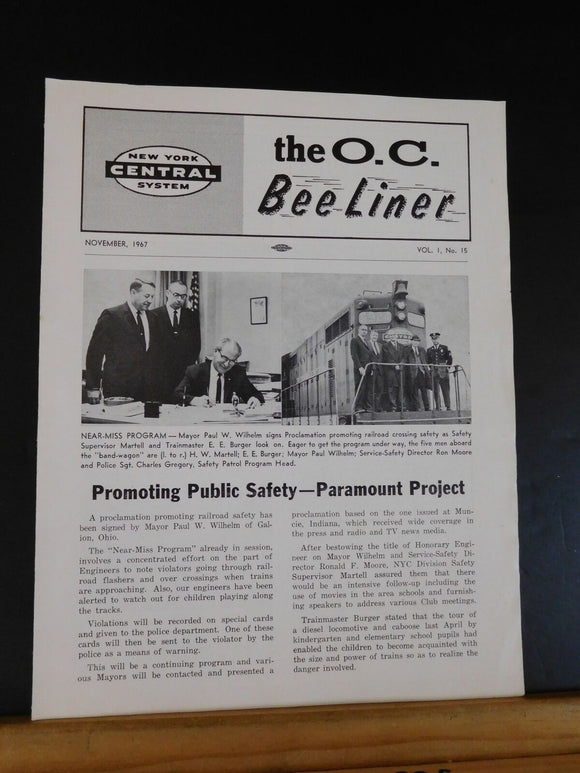 NEW YORK
CENTRAL
SYSTEM
the O.C.
Bee Liner
NOVEMBER, 1967
VOL. 1, No. 15
NEAR-MISS PROGRAM — Mayor Paul W. Wilhelm signs Proclamation promoting railroad crossing safety as Safety
Supervisor Martell and Trainmaster E. E. Burger look on. Eager to get the program under way, the five men aboard
the "band-wagon" are (l. to r.) H. W. Martell; E. E. Burger; Mayor Paul Wilhelm; Service-Safety Director Ron Moore
and Police Sgt. Charles Gregory, Safety Patrol Program Head.
Promoting Public Safety—Paramount Project
A proclamation promoting railroad safety has
been signed by Mayor Paul W. Wilhelm of Gal-
ion, Ohio.
The "Near-Miss Program" already in session,
involves a concentrated effort on the part of
Engineers to note violators going through rail-
road flashers and over crossings when trains
are approaching. Also, our engineers have been
alerted to watch out for children playing along
the tracks.
Violations will be recorded on special cards
and given to the police department. One of these
cards will then be sent to the violator by the
police as a means of warning.
This will be a continuing program and vari-
ous Mayors will be contacted and presented a
proclamation based on the one issued at Mun-
cie, Indiana, which received wide coverage in
the press and radio and TV news media.
After bestowing the title of Honorary Engi-
neer on Mayor Wilhelm and Service-Safety Di-
rector Ronald F. Moore, NYC Division Safety
Supervisor Martell assured them that there
would be an intensive follow-up including the
use of movies in the area schools and furnish-
ing speakers to address various Club meetings.
Trainmaster Burger stated that the tour of
a diesel locomotive and caboose last April by
kindergarten and elementary school pupils had
enabled the children to become acquainted with
the size and power of trains so as to realize the
danger involved.